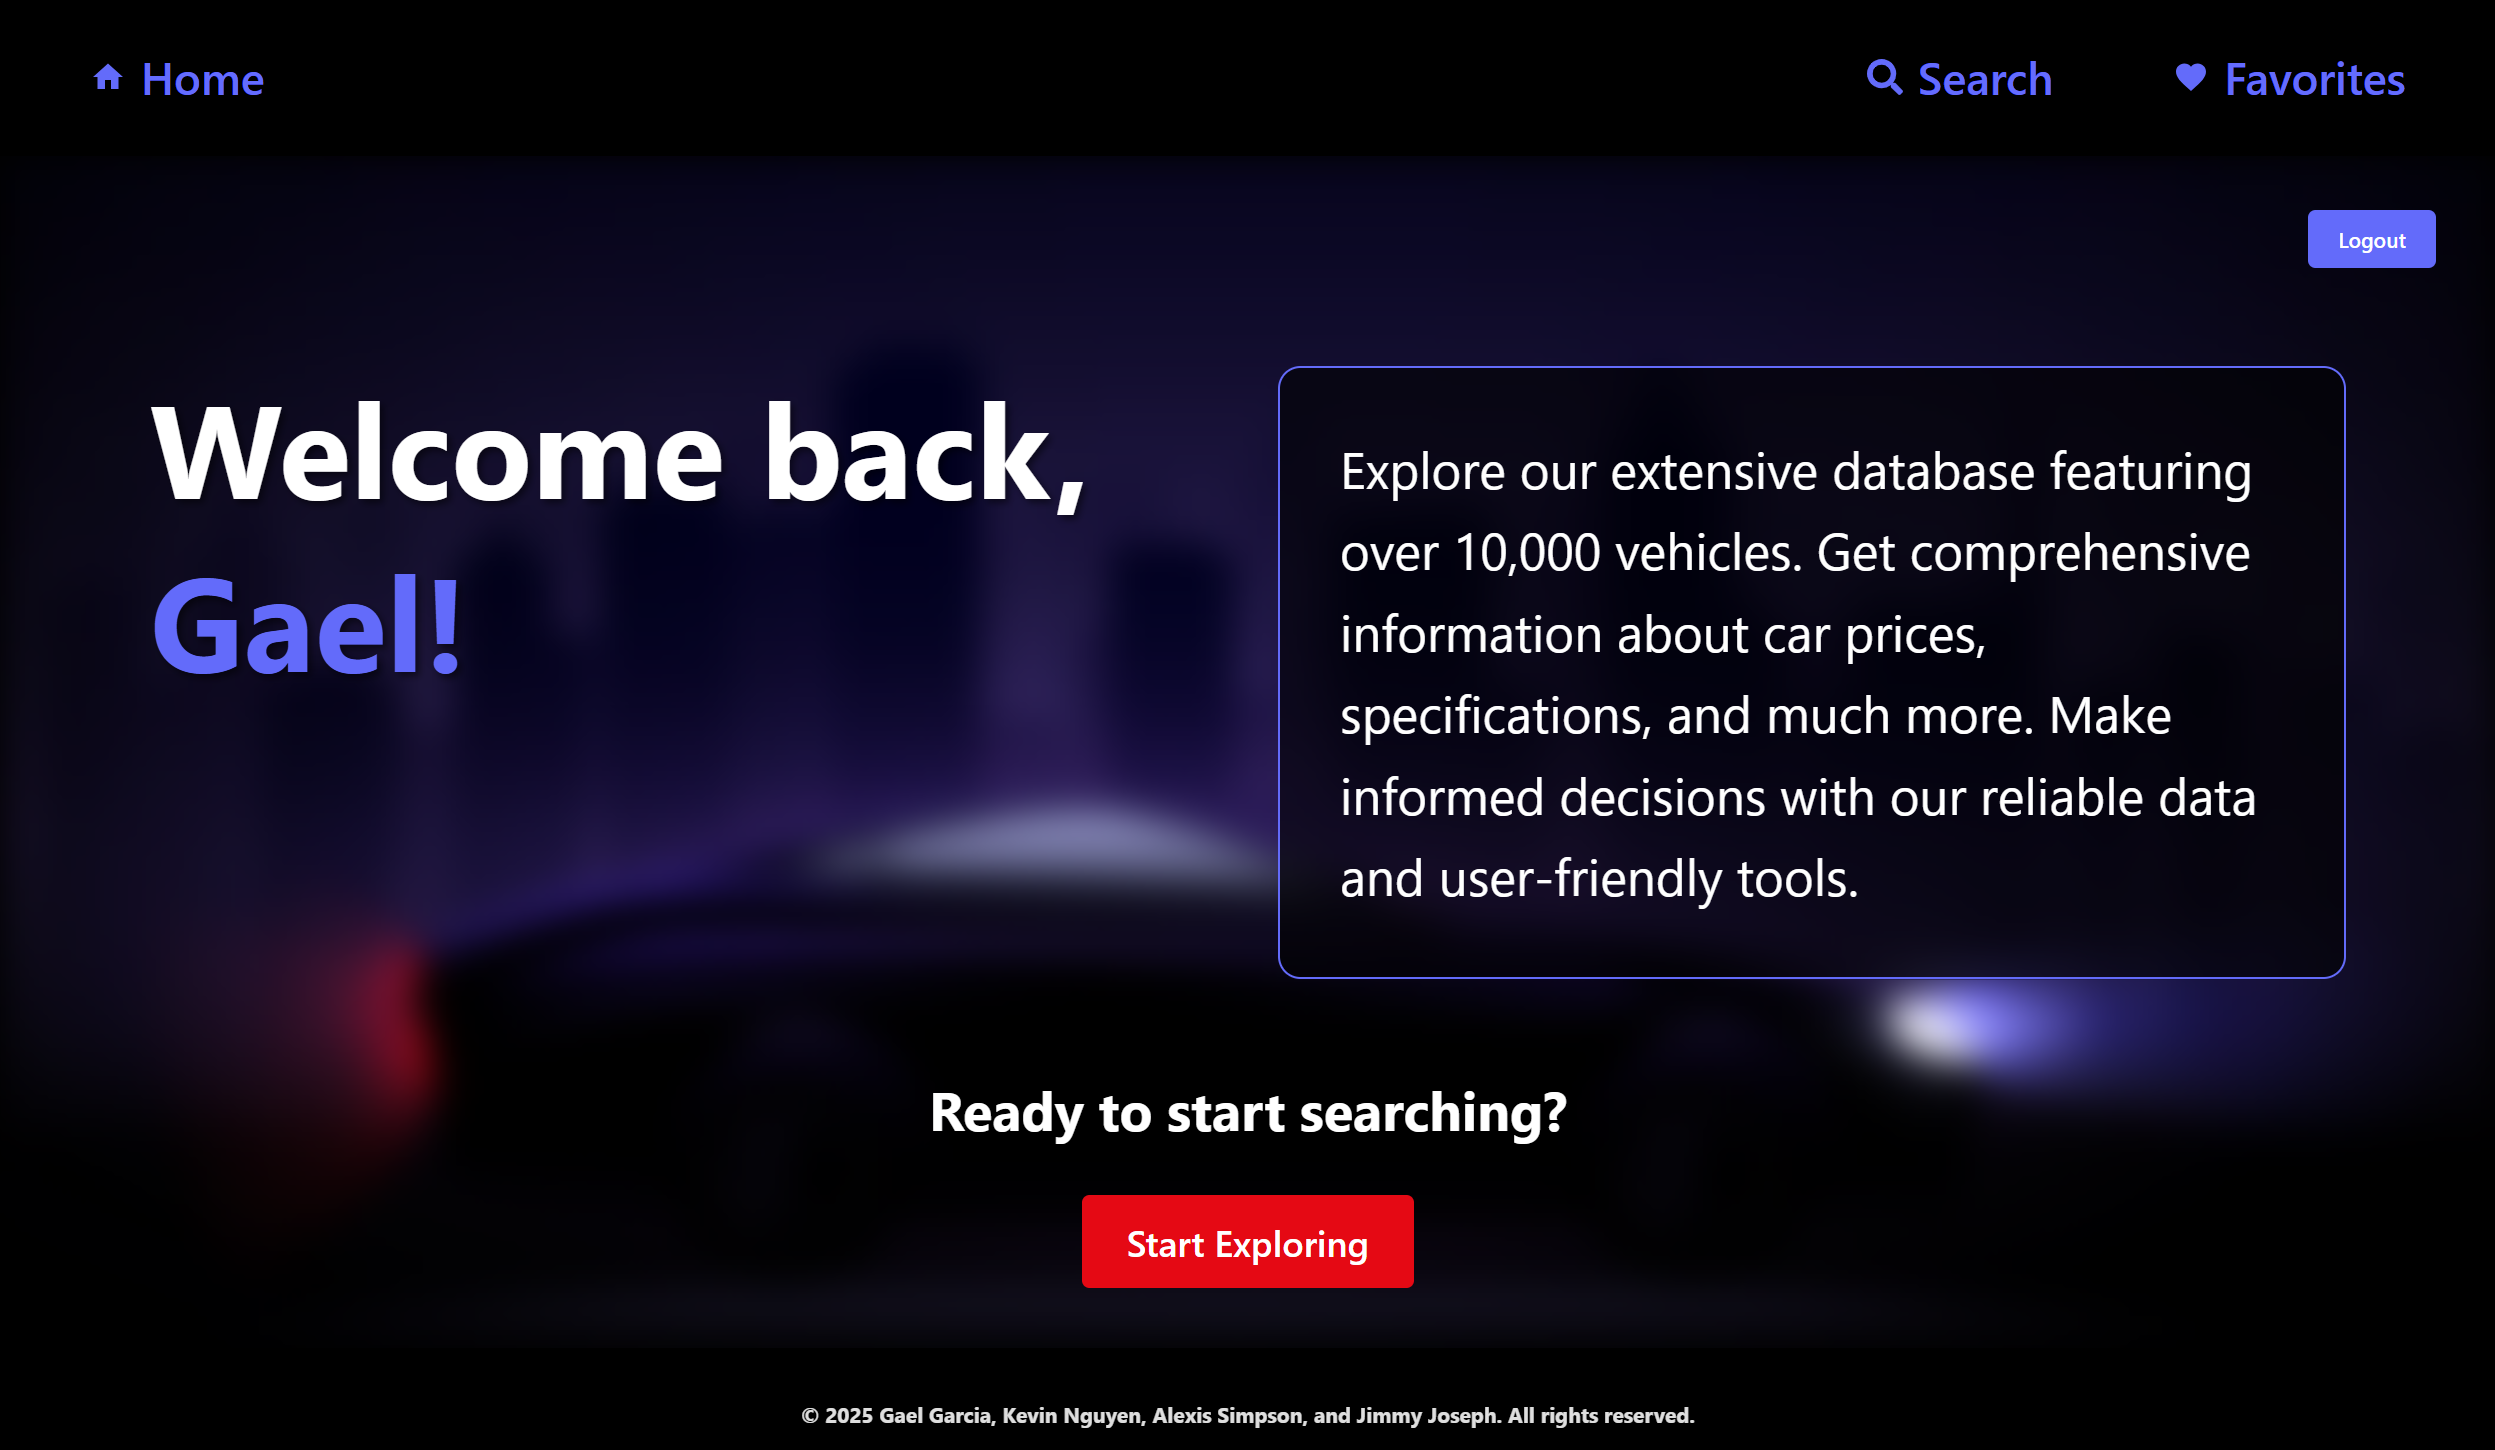 Home
Search
Favorites
Logout
Welcome back,
Gael!
Explore our extensive database featuring
over 10,000 vehicles. Get comprehensive
information about car prices,
specifications, and much more. Make
informed decisions with our reliable data
and user-friendly tools.
Ready to start searching?
Start Exploring
© 2025 Gael Garcia, Kevin Nguyen, Alexis Simpson, and Jimmy Joseph. All rights reserved.